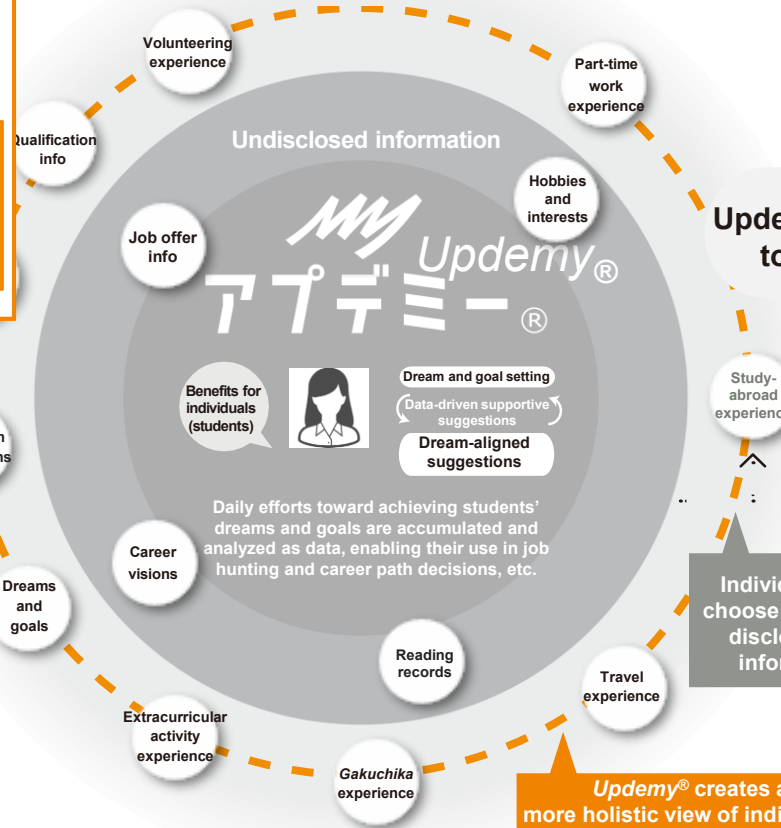 Volunteering
experience
Part-time
work
experience
Qualification
info
Undisclosed information
Hobbies
and
interests
Job offer
info
my
Updemy®
アプデミー®
to
Study-
abroad
experience
Benefits for
individuals
(students)
Dream and goal setting
Data-driven supportive
suggestions
Dream-aligned
suggestions
Daily efforts toward achieving students'
dreams and goals are accumulated and
analyzed as data, enabling their use in job
hunting and career path decisions, etc.
Career
visions
Dreams
and
goals
choose
Reading
records
Travel
experience
Extracurricular
activity
experience
Gakuchika
experience
Updemy® creates a
more holistic view of